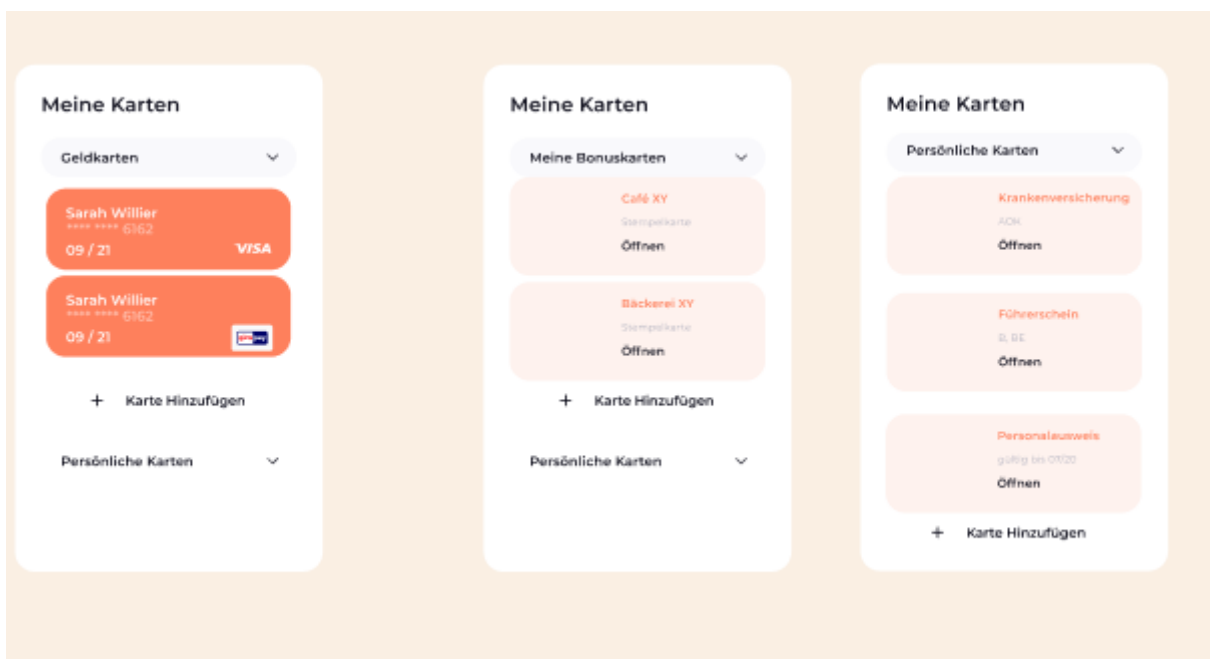 Meine Karten
Geldkarten
Sarah Willier
**** **** 6162
09 / 21
VISA
Sarah Willier
**** **** 6162
09 / 21
+ Karte Hinzufügen
Persönliche Karten
Meine Karten
Meine Bonuskarten
Café XY
Stempelkarte
Öffnen
Bäckerei XY
Stempelkarte
Öffnen
+ Karte Hinzufügen
Persönliche Karten
Meine Karten
Persönliche Karten
Krankenversicherung
AOK
Öffnen
Führerschein
B, BE
Öffnen
Personalausweis
gültig bis 07/20
Öffnen
+ Karte Hinzufügen